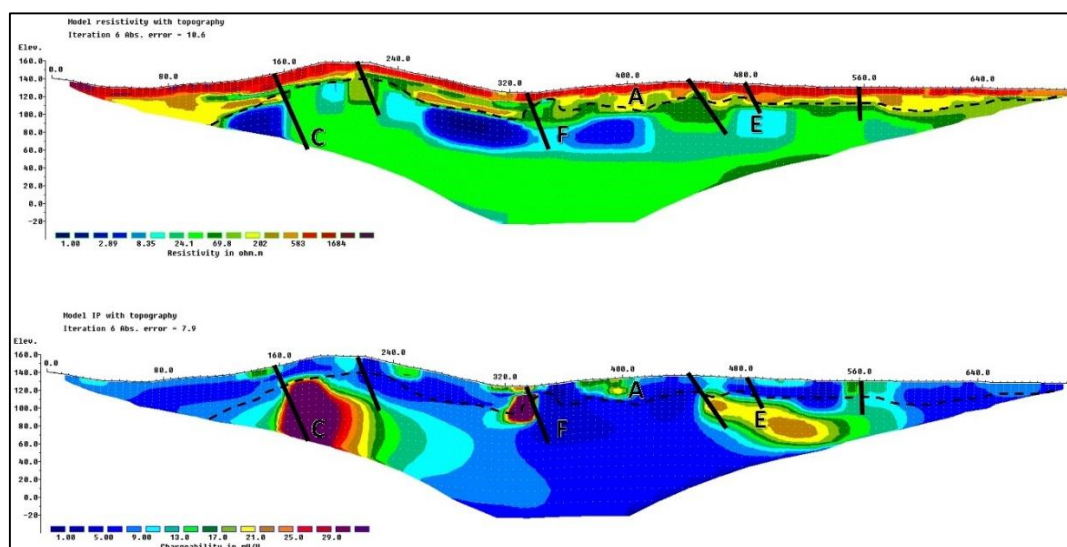 Model resistivity with topography
Iteration 6 Abs. error = 10.6
Elev.
160.0
140.0
120.0
100.0
80.0
60.0
40.0
20.0
0.0
-20
0.0 80.0 160.0 240.0 320.0 400.0 480.0 560.0 640.0
A
C
F
E
1.00 2.89 8.35 24.1 69.8 202 583 1684
Resistivity in ohm.m
Model IP with topography
Iteration 6 Abs. error = 7.9
Elev.
160.0
140.0
120.0
100.0
80.0
60.0
40.0
20.0
0.0
-20
0.0 80.0 160.0 240.0 320.0 400.0 480.0 560.0 640.0
A
C
F
E
1.00 5.00 9.00 13.0 17.0 21.0 25.0 29.0
Chargeability in mV/V